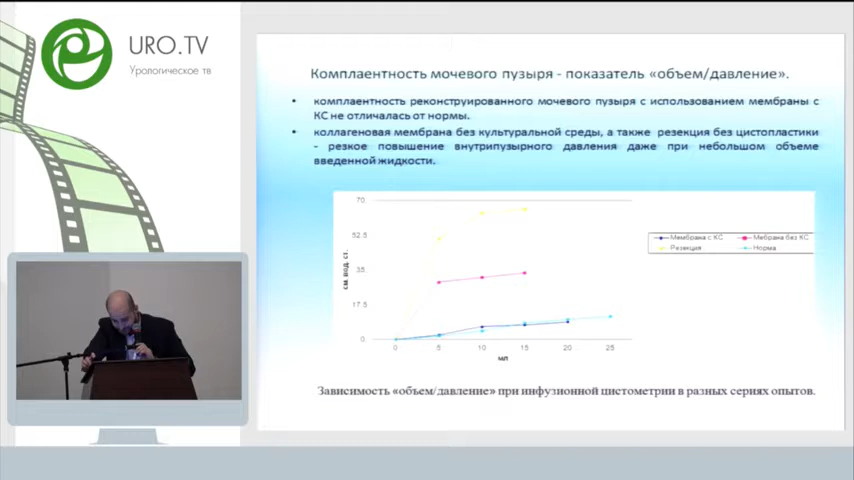 URO.TV
Урологическое тв
Комплаентность мочевого пузыря - показатель «объем/давление».
• комплаентность реконструированного мочевого пузыря с использованием мембраны с
КС не отличалась от нормы.
• коллагеновая мембрана без культуральной среды, а также резекция без цистопластики
- резкое повышение внутрипузырного давления даже при небольшом объеме
введенной жидкости.
70
52.5
35
17.5
0
см. вод. ст.
0 5 10 15 20 25
мл
Мембрана с КС Мебрана без КС
Резекция Норма
Зависимость «объем/давление» при инфузионной цистометрии в разных сериях опытов.